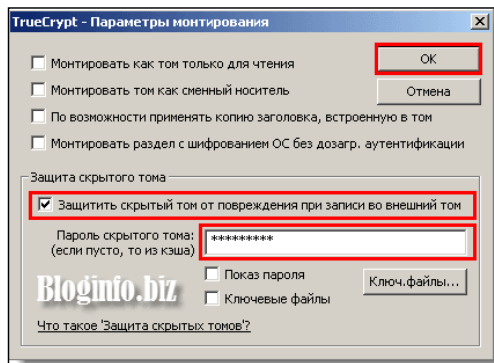 TrueCrypt - Параметры монтирования
Монтировать как том только для чтения
OK
Монтировать том как сменный носитель
Отмена
По возможности применять копию заголовка, встроенную в том
Монтировать раздел с шифрованием ОС без дозагр. аутентификации
Защита скрытого тома
Защитить скрытый том от повреждения при записи во внешний том
Пароль скрытого тома:
(если пусто, то из кэша)
*********
Показ пароля
Ключевые файлы
Ключ.файлы...
Bloginfo.biz
Что такое 'Защита скрытых томов'?